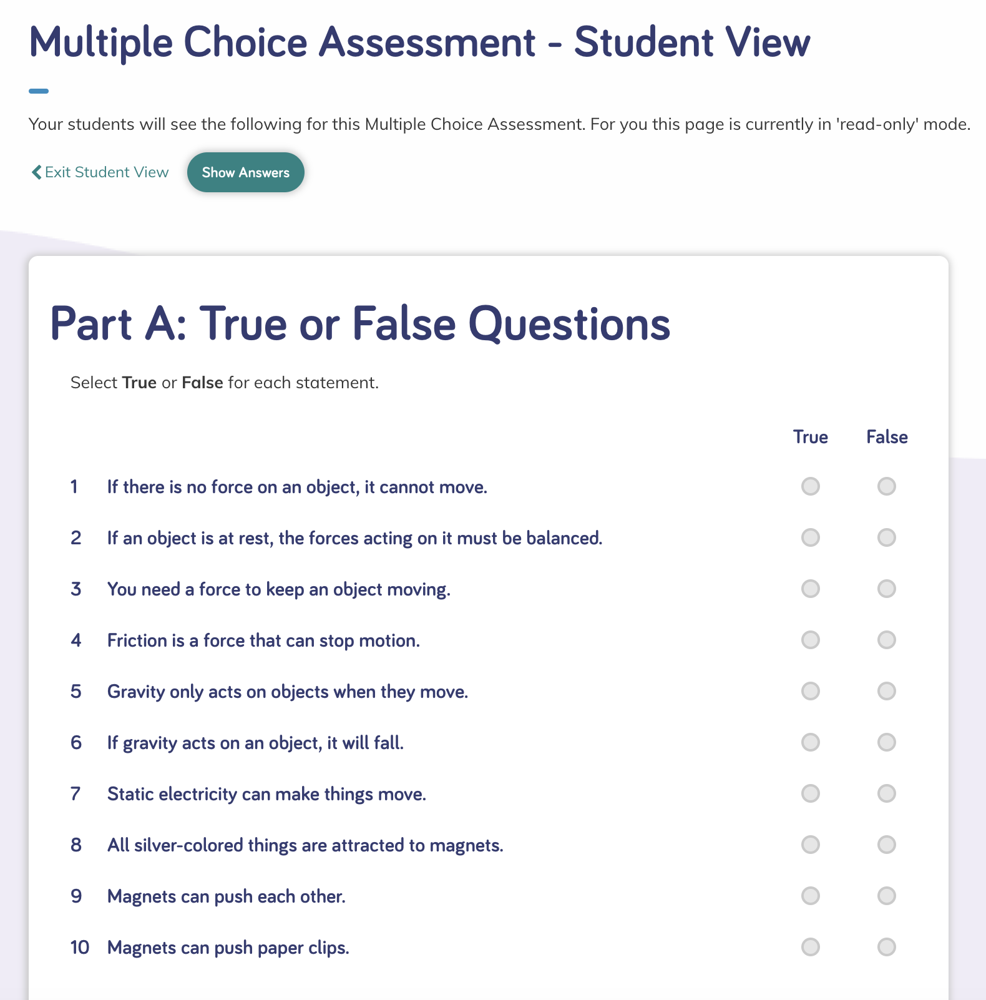 Multiple Choice Assessment - Student View
Your students will see the following for this Multiple Choice Assessment. For you this page is currently in 'read-only' mode.
Exit Student View Show Answers
Part A: True or False Questions
Select True or False for each statement.
True False
1 If there is no force on an object, it cannot move.
2 If an object is at rest, the forces acting on it must be balanced.
3 You need a force to keep an object moving.
4 Friction is a force that can stop motion.
5 Gravity only acts on objects when they move.
6 If gravity acts on an object, it will fall.
7 Static electricity can make things move.
8 All silver-colored things are attracted to magnets.
9 Magnets can push each other.
10 Magnets can push paper clips.